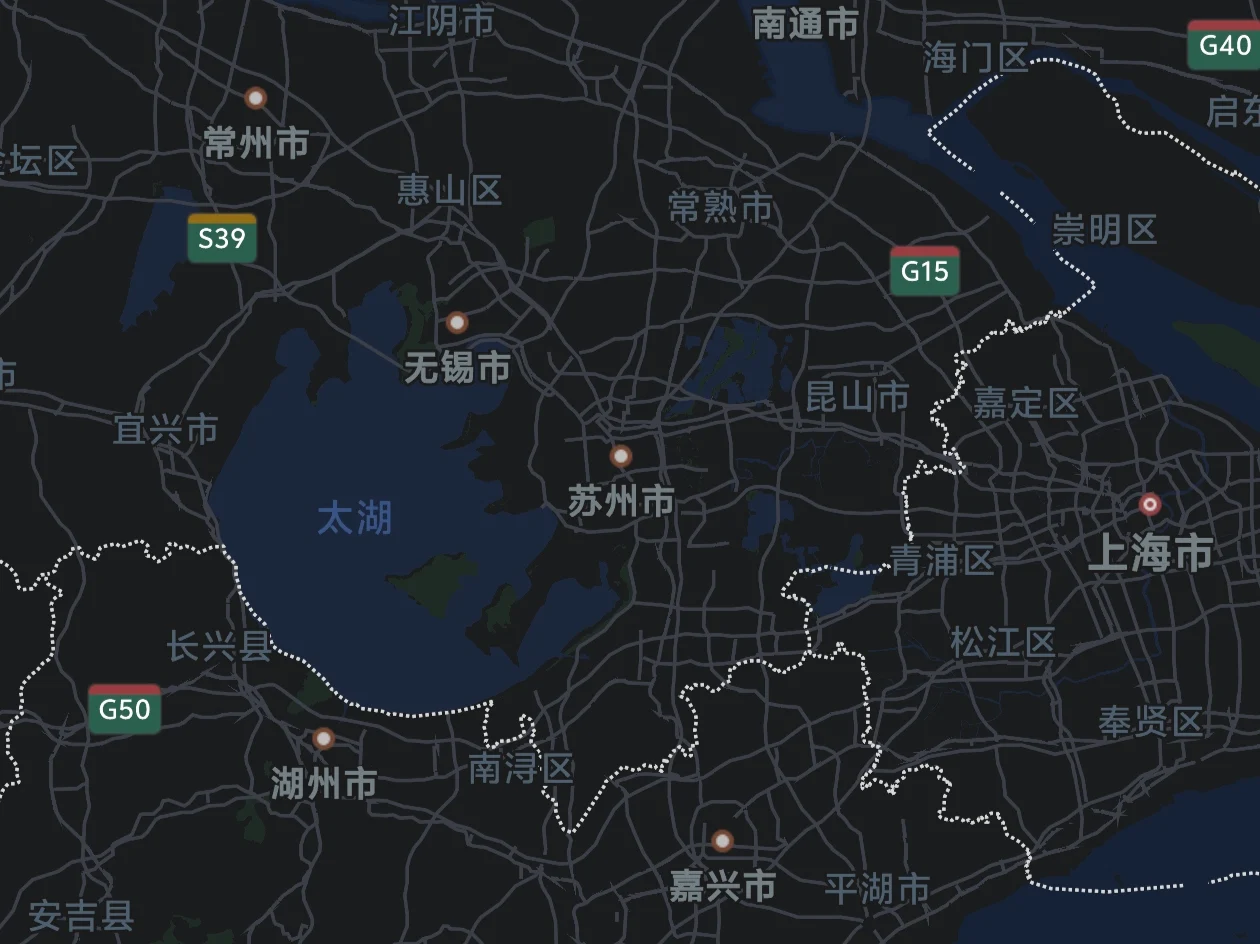 江阴市
南通市
海门区
G40
启东
常州市
金坛区
惠山区
常熟市
崇明区
S39
G15
无锡市
市
昆山市
嘉定区
宜兴市
苏州市
太湖
上海市
青浦区
长兴县
松江区
G50
奉贤区
南浔区
湖州市
嘉兴市
平湖市
安吉县